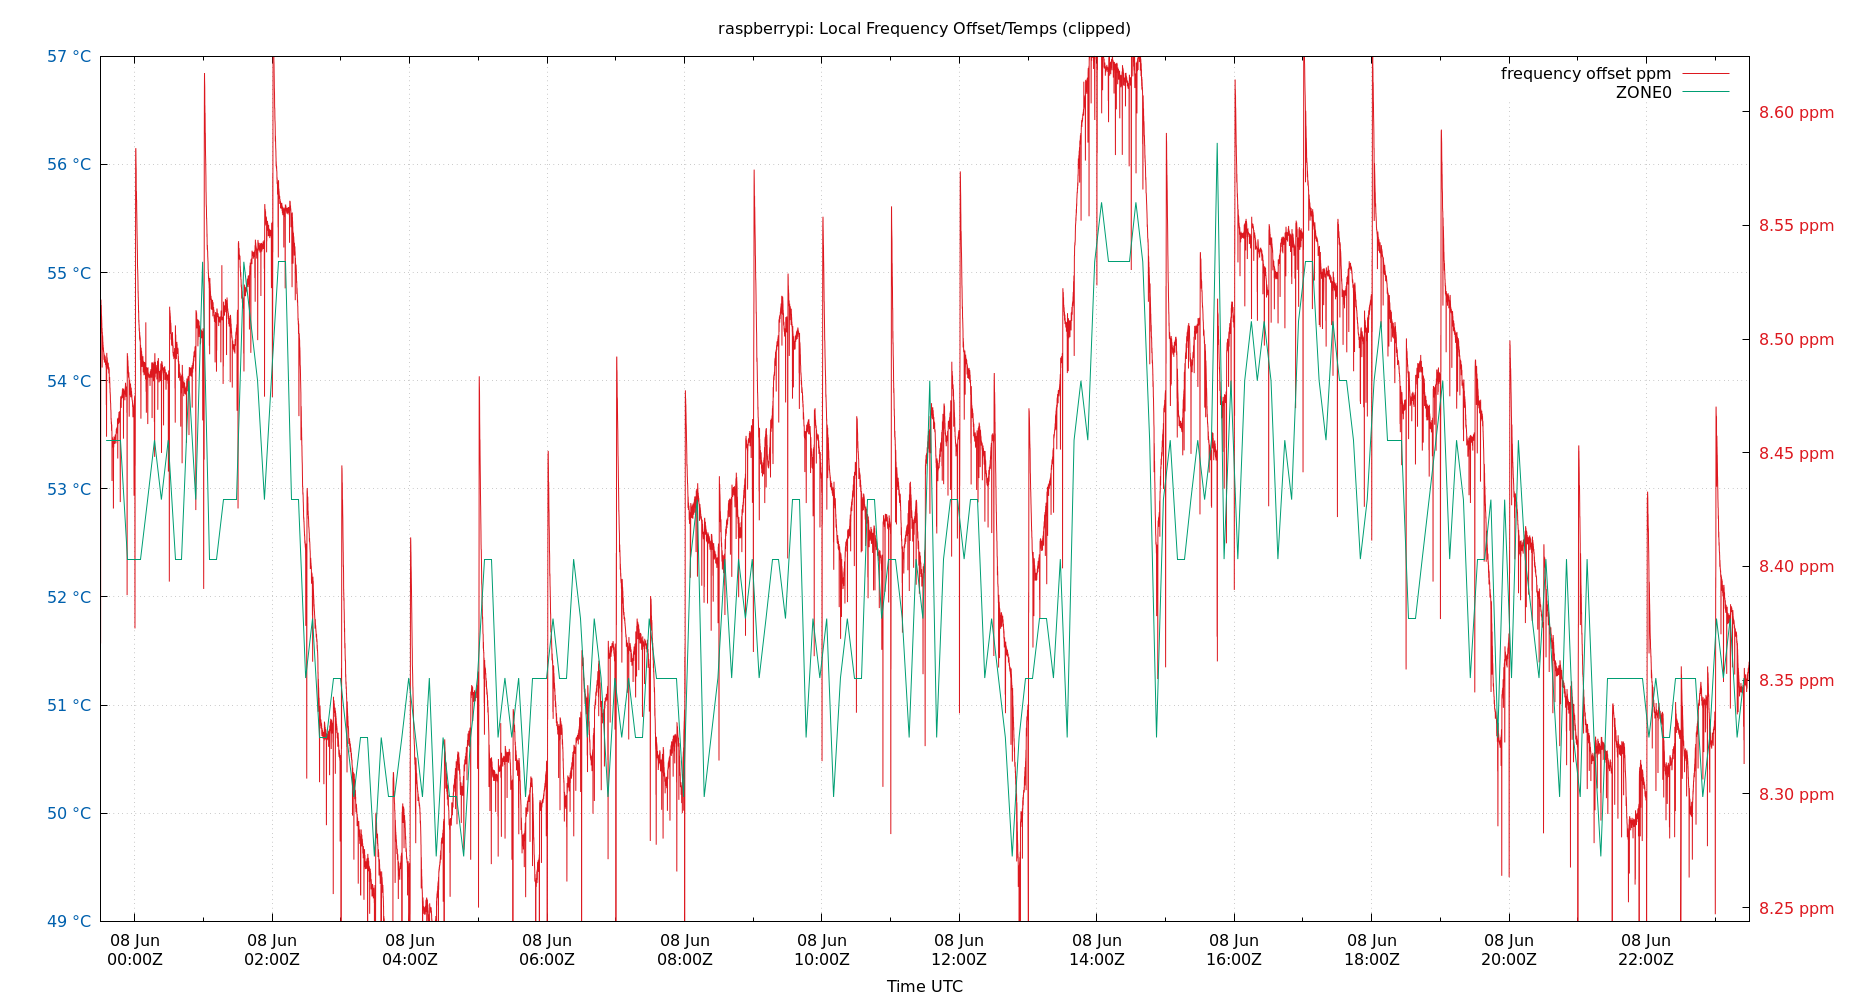 raspberrypi: Local Frequency Offset/Temps (clipped)
57 °C
56 °C
55 °C
54 °C
53 °C
52 °C
51 °C
50 °C
49 °C
frequency offset ppm
ZONE0
8.60 ppm
8.55 ppm
8.50 ppm
8.45 ppm
8.40 ppm
8.35 ppm
8.30 ppm
8.25 ppm
08 Jun 08 Jun 08 Jun 08 Jun 08 Jun 08 Jun 08 Jun 08 Jun 08 Jun 08 Jun 08 Jun 08 Jun
00:00Z 02:00Z 04:00Z 06:00Z 08:00Z 10:00Z 12:00Z 14:00Z 16:00Z 18:00Z 20:00Z 22:00Z
Time UTC